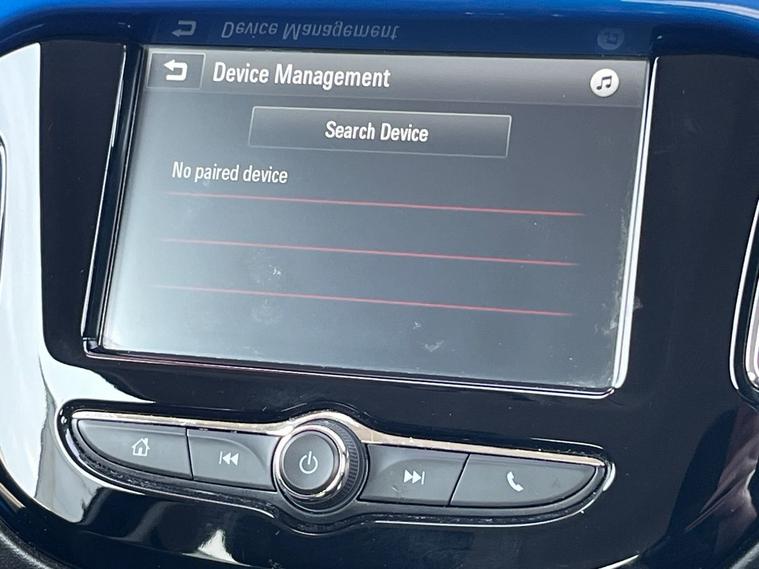 Device Management
Search Device
No paired device